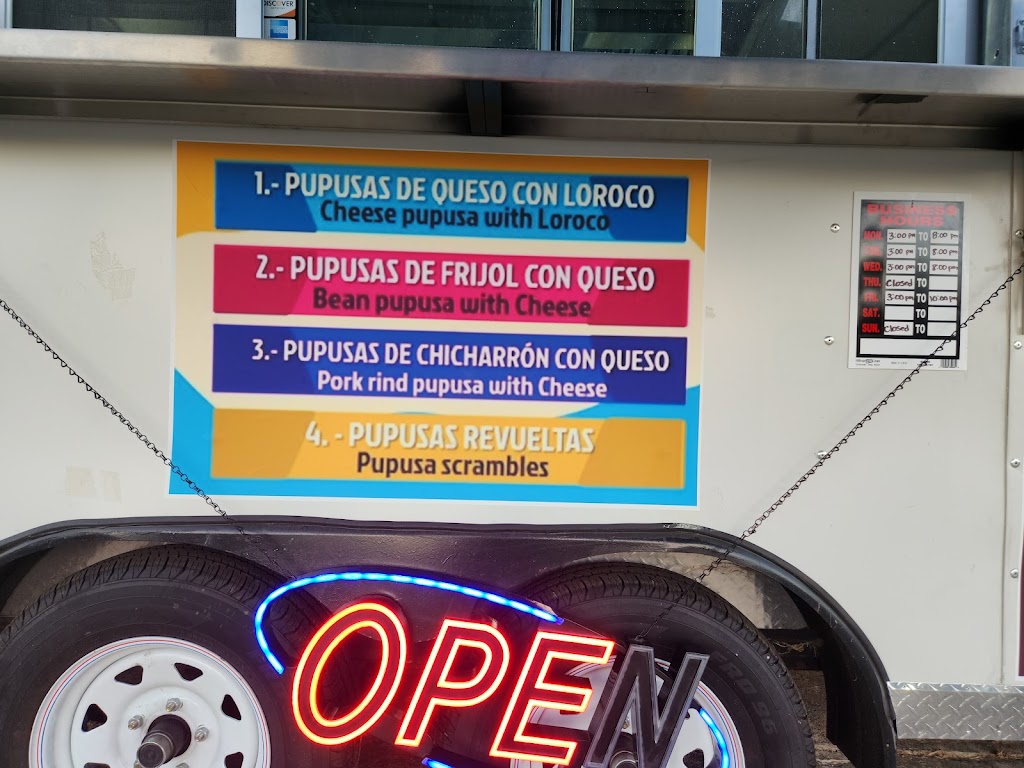 DISCOVER
1.- PUPUSAS DE QUESO CON LOROCO
Cheese pupusa with Loroco
2.- PUPUSAS DE FRIJOL CON QUESO
Bean pupusa with Cheese
3.- PUPUSAS DE CHICHARRÓN CON QUESO
Pork rind pupusa with Cheese
4. - PUPUSAS REVUELTAS
Pupusa scrambles
BUSINESS
HOURS
MON. 3:00 pm TO 8:00 pm
3:00 pm TO 8:00 pm
WED. 3:00 pm TO 8:00 pm
THU. Closed TO
FRI. 3:00 pm TO 10:00 pm
SAT. TO
SUN. Closed TO
OPEN